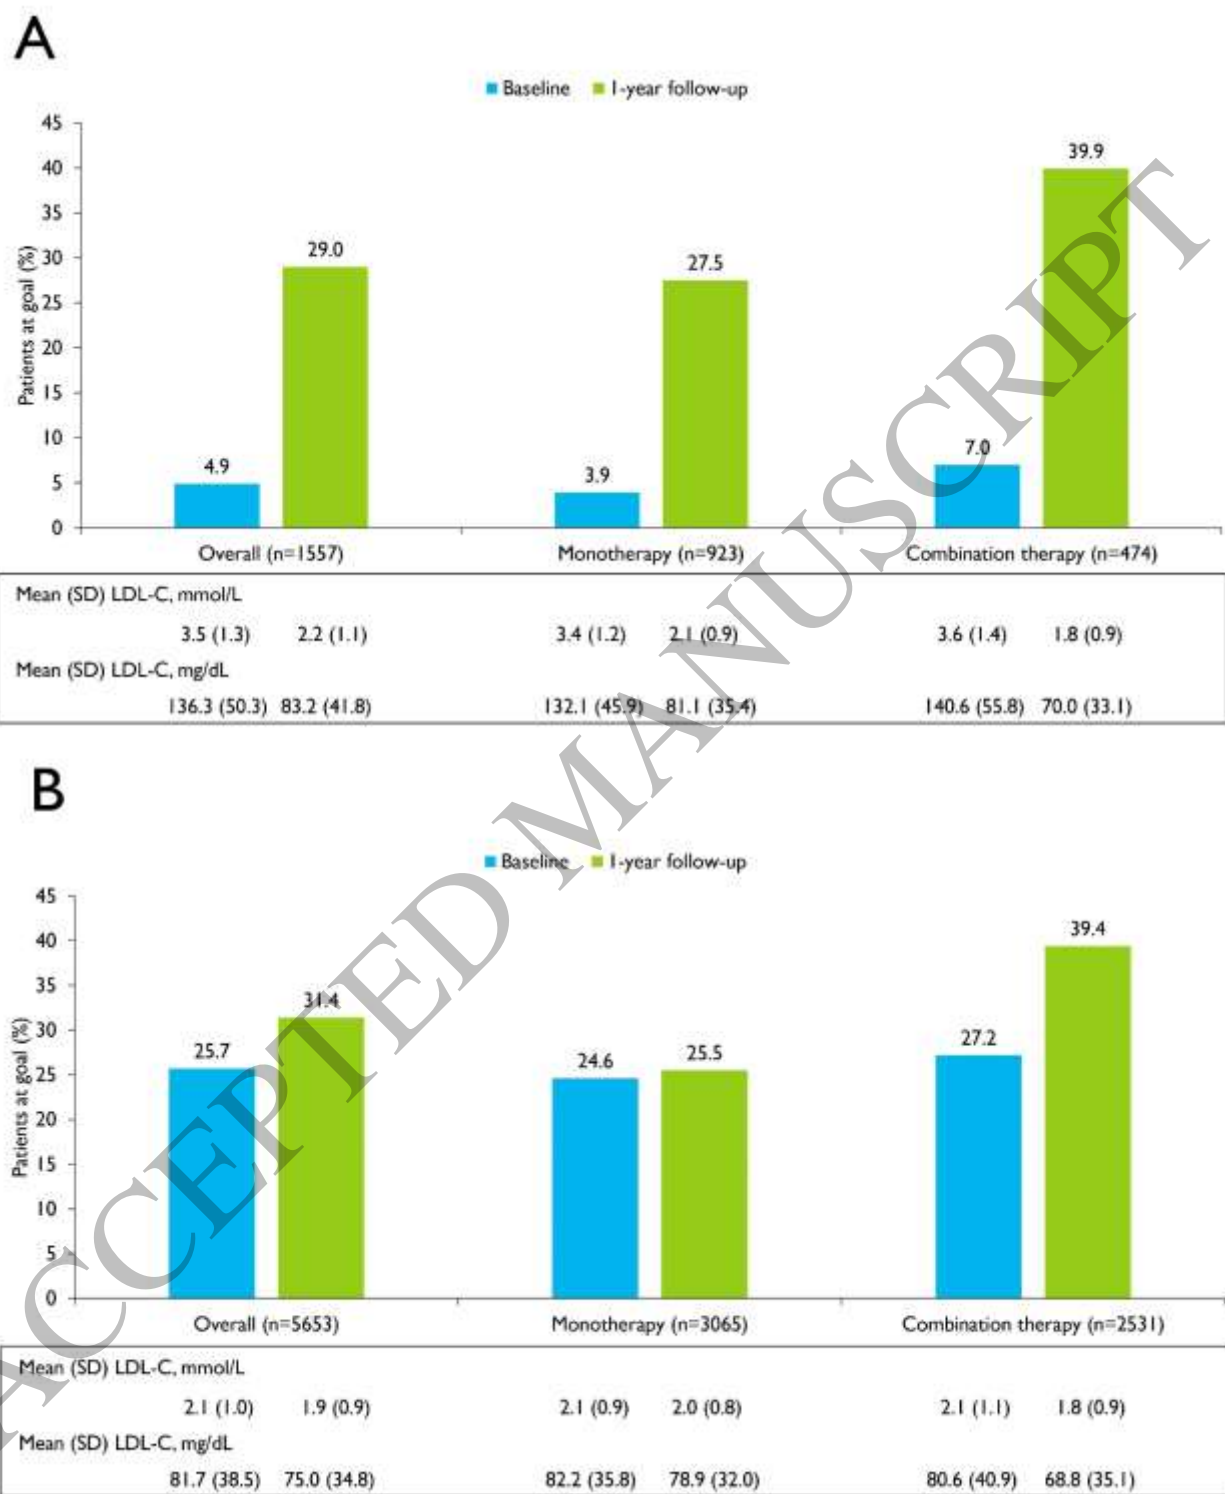 A
Baseline 1-year follow-up
45
40
35
30
25
20
15
10
5
0
Patients at goal (%)
4.9
29.0
3.9
27.5
7.0
39.9
Overall (n=1557) Monotherapy (n=923) Combination therapy (n=474)
Mean (SD) LDL-C, mmol/L
3.5 (1.3) 2.2 (1.1) 3.4 (1.2) 2.1 (0.9) 3.6 (1.4) 1.8 (0.9)
Mean (SD) LDL-C, mg/dL
136.3 (50.3) 83.2 (41.8) 132.1 (45.9) 81.1 (35.4) 140.6 (55.8) 70.0 (33.1)
B
Baseline 1-year follow-up
45
40
35
30
25
20
15
10
5
0
Patients at goal (%)
25.7
31.4
24.6
25.5
27.2
39.4
Overall (n=5653) Monotherapy (n=3065) Combination therapy (n=2531)
Mean (SD) LDL-C, mmol/L
2.1 (1.0) 1.9 (0.9) 2.1 (0.9) 2.0 (0.8) 2.1 (1.1) 1.8 (0.9)
Mean (SD) LDL-C, mg/dL
81.7 (38.5) 75.0 (34.8) 82.2 (35.8) 78.9 (32.0) 80.6 (40.9) 68.8 (35.1)
ACCEPTED MANUSCRIPT